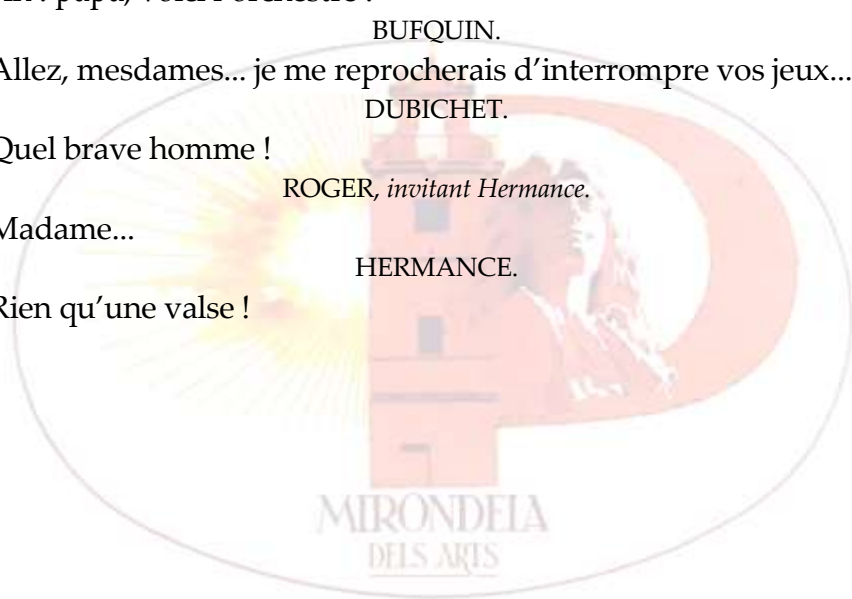 papa, voici l'orchestre !
BUFQUIN.
Allez, mesdames... je me reprocherais d'interrompre vos jeux...
DUBICHET.
Quel brave homme !
ROGER, invitant Hermance.
Madame...
HERMANCE.
Rien qu'une valse !
MIRONDELA
DELS ARTS